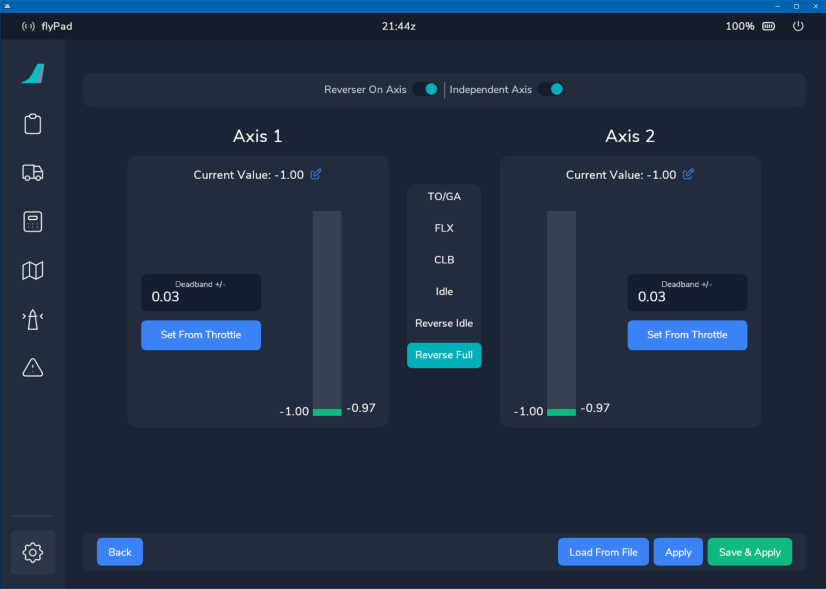 flyPad
21:44z
100%
Reverser On Axis
Independent Axis
Axis 1
Axis 2
Current Value: -1.00
Deadband +/-
0.03
Set From Throttle
-1.00
-0.97
TO/GA
FLX
CLB
Idle
Reverse Idle
Reverse Full
Current Value: -1.00
Deadband +/-
0.03
Set From Throttle
-1.00
-0.97
Back
Load From File
Apply
Save & Apply